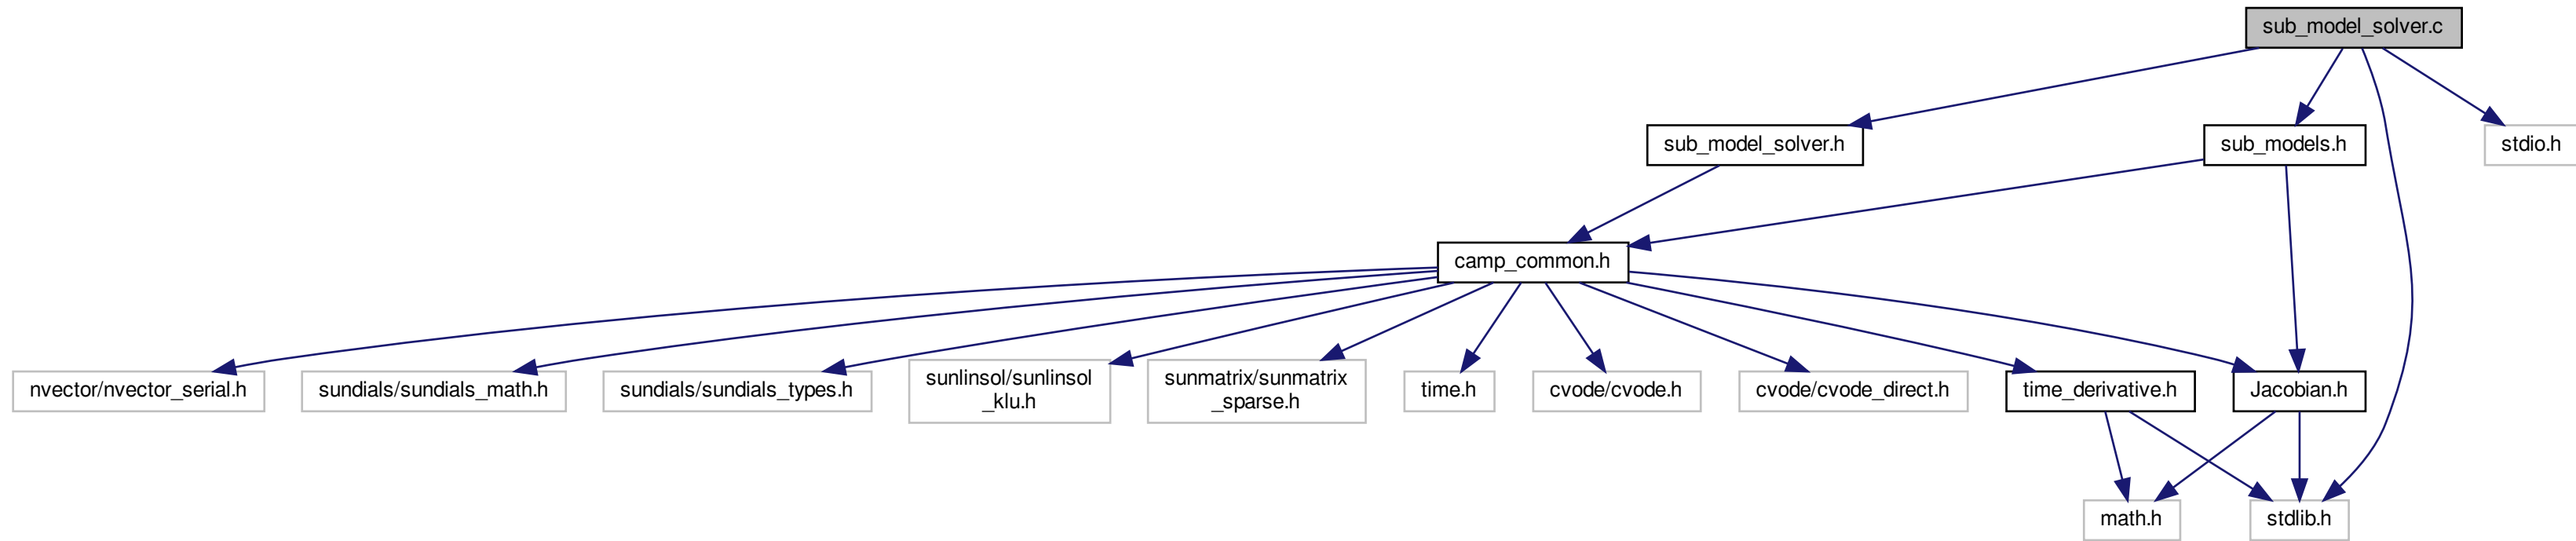 sub_model_solver.c
sub_model_solver.h
sub_models.h
stdio.h
camp_common.h
nvector/nvector_serial.h
sundials/sundials_math.h
sundials/sundials_types.h
sunlinsol/sunlinsol
_klu.h
sunmatrix/sunmatrix
_sparse.h
time.h
cvode/cvode.h
cvode/cvode_direct.h
time_derivative.h
Jacobian.h
math.h
stdlib.h